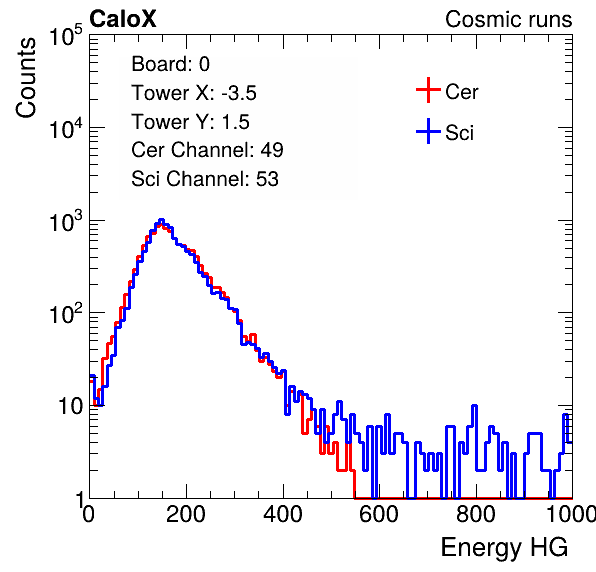 CaloX Cosmic runs
Counts
10^5
10^4
10^3
10^2
10
1
Board: 0
Tower X: -3.5
Tower Y: 1.5
Cer Channel: 49
Sci Channel: 53
Cer
Sci
0 200 400 600 800 1000
Energy HG